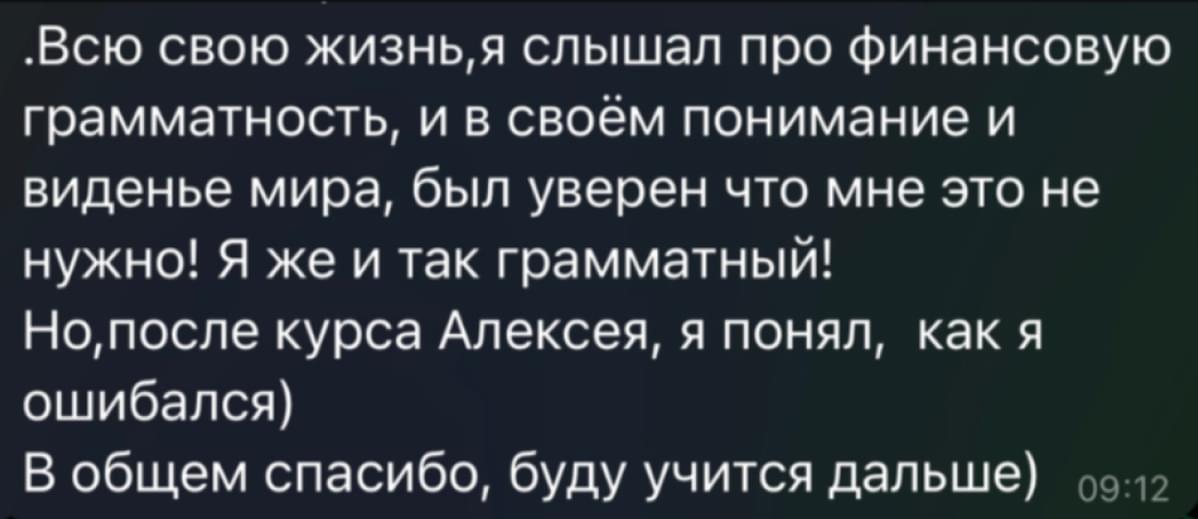 .Всю свою жизнь,я слышал про финансовую
грамматность, и в своём понимание и
виденье мира, был уверен что мне это не
нужно! Я же и так грамматный!
Но,после курса Алексея, я понял,  как я
ошибался)
В общем спасибо, буду учится дальше) 09:12